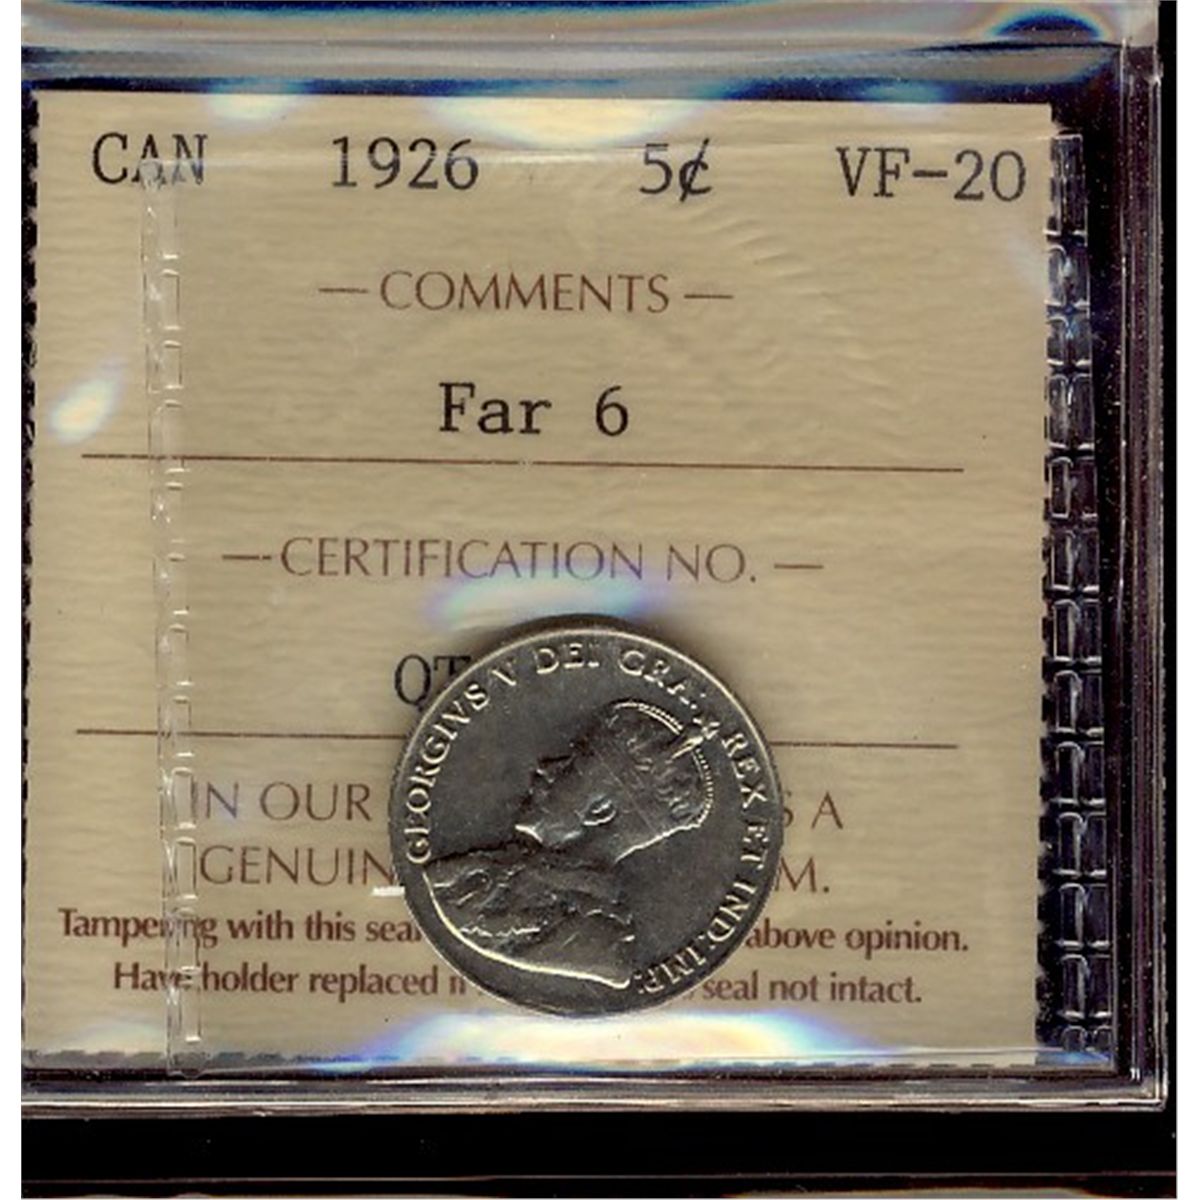 CAN 1926 5¢ VF-20
— COMMENTS —
Far 6
— CERTIFICATION NO. —
QT
GEORGIVS V DEI GRA: REX ET IND:IMP:
IN OUR S A
GENUIN M.
Tampering with this seal above opinion.
Have holder replaced seal not intact.